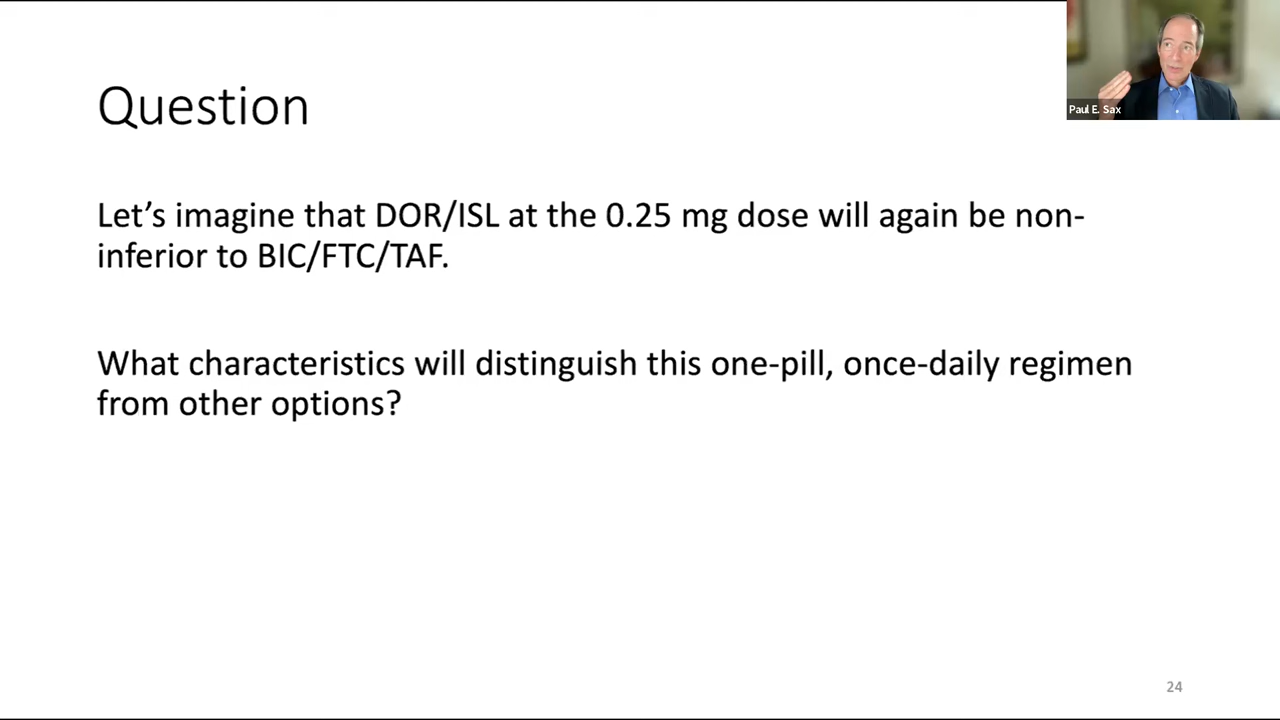 Question
Paul E. Sax
Let’s imagine that DOR/ISL at the 0.25 mg dose will again be non-
inferior to BIC/FTC/TAF.
What characteristics will distinguish this one-pill, once-daily regimen
from other options?
24